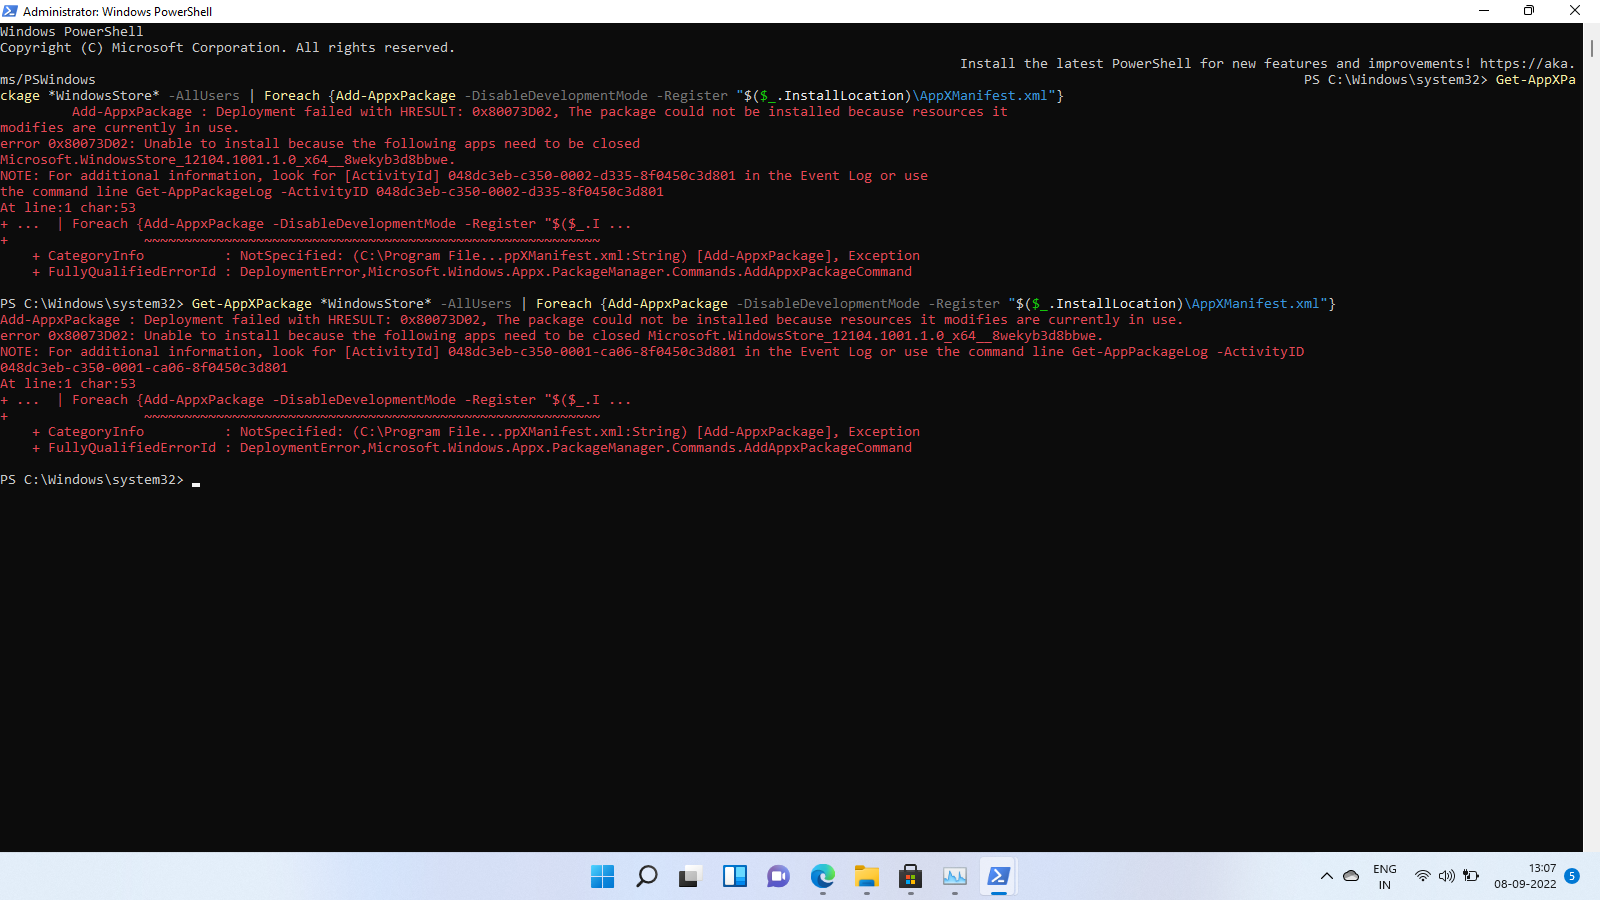 Administrator: Windows PowerShell
Windows PowerShell
Copyright (C) Microsoft Corporation. All rights reserved.
Install the latest PowerShell for new features and improvements! https://aka.
ms/PSWindows
PS C:\Windows\system32> Get-AppXPa
ckage *WindowsStore* -AllUsers | Foreach {Add-AppxPackage -DisableDevelopmentMode -Register "$($_.InstallLocation)\AppXManifest.xml"}
Add-AppxPackage : Deployment failed with HRESULT: 0x80073D02, The package could not be installed because resources it
modifies are currently in use.
error 0x80073D02: Unable to install because the following apps need to be closed
Microsoft.WindowsStore_12104.1001.1.0_x64__8wekyb3d8bbwe.
NOTE: For additional information, look for [ActivityId] 048dc3eb-c350-0002-d335-8f0450c3d801 in the Event Log or use
the command line Get-AppPackageLog -ActivityID 048dc3eb-c350-0002-d335-8f0450c3d801
At line:1 char:53
+ ...  | Foreach {Add-AppxPackage -DisableDevelopmentMode -Register "$($_.I ...
+                 ~~~~~~~~~~~~~~~~~~~~~~~~~~~~~~~~~~~~~~~~~~~~~~~~~~~~~~~~~
+ CategoryInfo          : NotSpecified: (C:\Program File...ppXManifest.xml:String) [Add-AppxPackage], Exception
+ FullyQualifiedErrorId : DeploymentError,Microsoft.Windows.Appx.PackageManager.Commands.AddAppxPackageCommand
PS C:\Windows\system32> Get-AppXPackage *WindowsStore* -AllUsers | Foreach {Add-AppxPackage -DisableDevelopmentMode -Register "$($_.InstallLocation)\AppXManifest.xml"}
Add-AppxPackage : Deployment failed with HRESULT: 0x80073D02, The package could not be installed because resources it modifies are currently in use.
error 0x80073D02: Unable to install because the following apps need to be closed Microsoft.WindowsStore_12104.1001.1.0_x64__8wekyb3d8bbwe.
NOTE: For additional information, look for [ActivityId] 048dc3eb-c350-0001-ca06-8f0450c3d801 in the Event Log or use the command line Get-AppPackageLog -ActivityID
048dc3eb-c350-0001-ca06-8f0450c3d801
At line:1 char:53
+ ...  | Foreach {Add-AppxPackage -DisableDevelopmentMode -Register "$($_.I ...
+                 ~~~~~~~~~~~~~~~~~~~~~~~~~~~~~~~~~~~~~~~~~~~~~~~~~~~~~~~~~
+ CategoryInfo          : NotSpecified: (C:\Program File...ppXManifest.xml:String) [Add-AppxPackage], Exception
+ FullyQualifiedErrorId : DeploymentError,Microsoft.Windows.Appx.PackageManager.Commands.AddAppxPackageCommand
PS C:\Windows\system32>
ENG
IN
13:07
08-09-2022
5